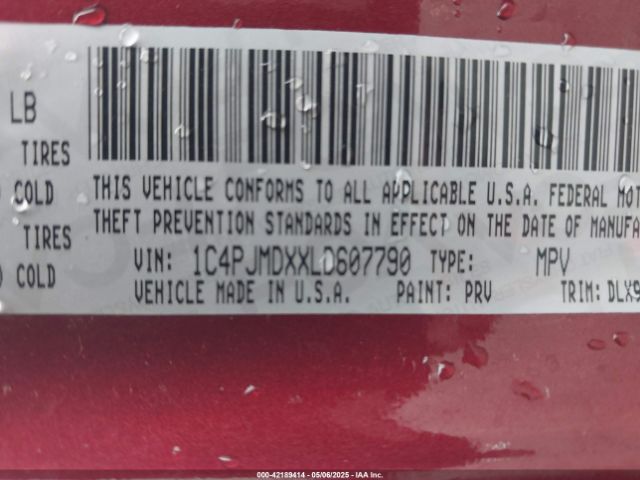 LB
TIRES
COLD THIS VEHICLE CONFORMS TO ALL APPLICABLE U.S.A. FEDERAL MOT
TIRES THEFT PREVENTION STANDARDS IN EFFECT ON THE DATE OF MANUFA
COLD VIN: 1C4PJMDXXLD607790 TYPE: MPV
VEHICLE MADE IN U.S.A. PAINT: PRV TRIM: DLX9
000-42189414 - 05/06/2025 - IAA Inc.